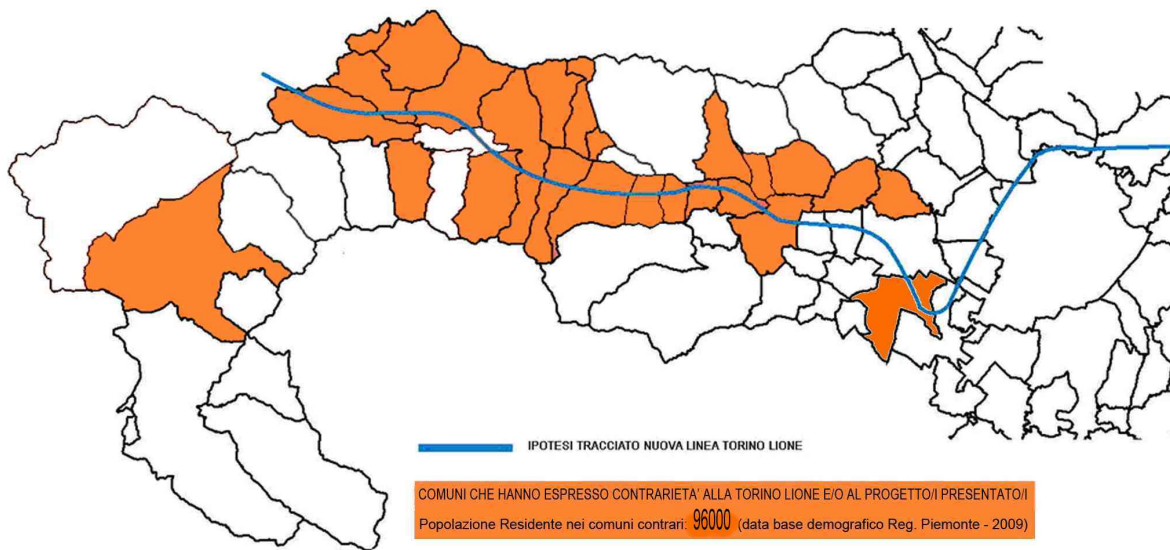 IPOTESI TRACCIATO NUOVA LINEA TORINO LIONE
COMUNI CHE HANNO ESPRESSO CONTRARIETA' ALLA TORINO LIONE E/O AL PROGETTO/I PRESENTATO/I
Popolazione Residente nei comuni contrari: 96000 (data base demografico Reg. Piemonte - 2009)